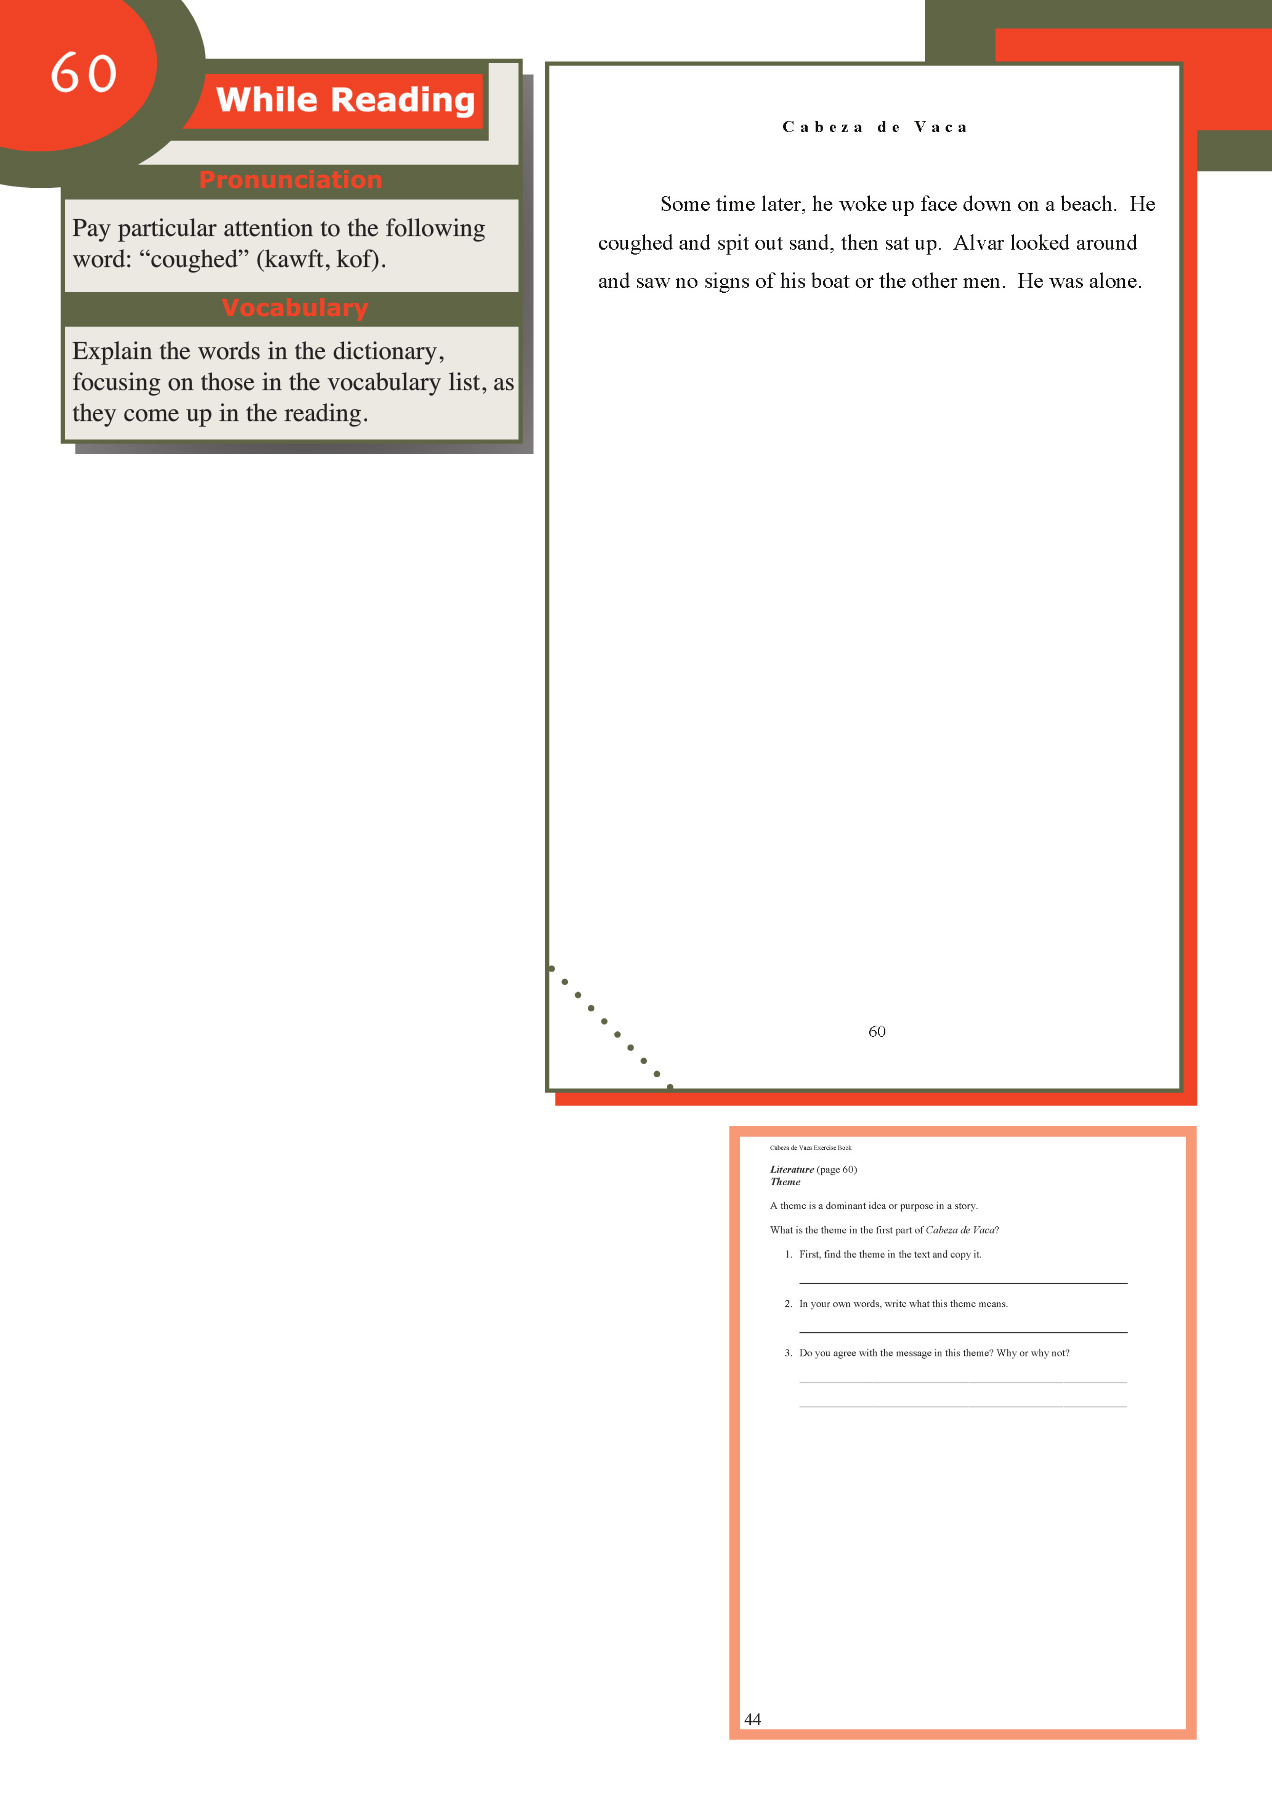 60
While Reading
Pronunciation
Pay particular attention to the following
word: “coughed” (kawft, kof).
Vocabulary
Explain the words in the dictionary,
focusing on those in the vocabulary list, as
they come up in the reading.
Cabeza de Vaca
Some time later, he woke up face down on a beach. He
coughed and spit out sand, then sat up. Alvar looked around
and saw no signs of his boat or the other men. He was alone.
60
Cabeza de Vaca Exercise Book
Literature (page 60)
Theme
A theme is a dominant idea or purpose in a story.
What is the theme in the first part of Cabeza de Vaca?
1. First, find the theme in the text and copy it.
2. In your own words, write what this theme means.
3. Do you agree with the message in this theme? Why or why not?
44